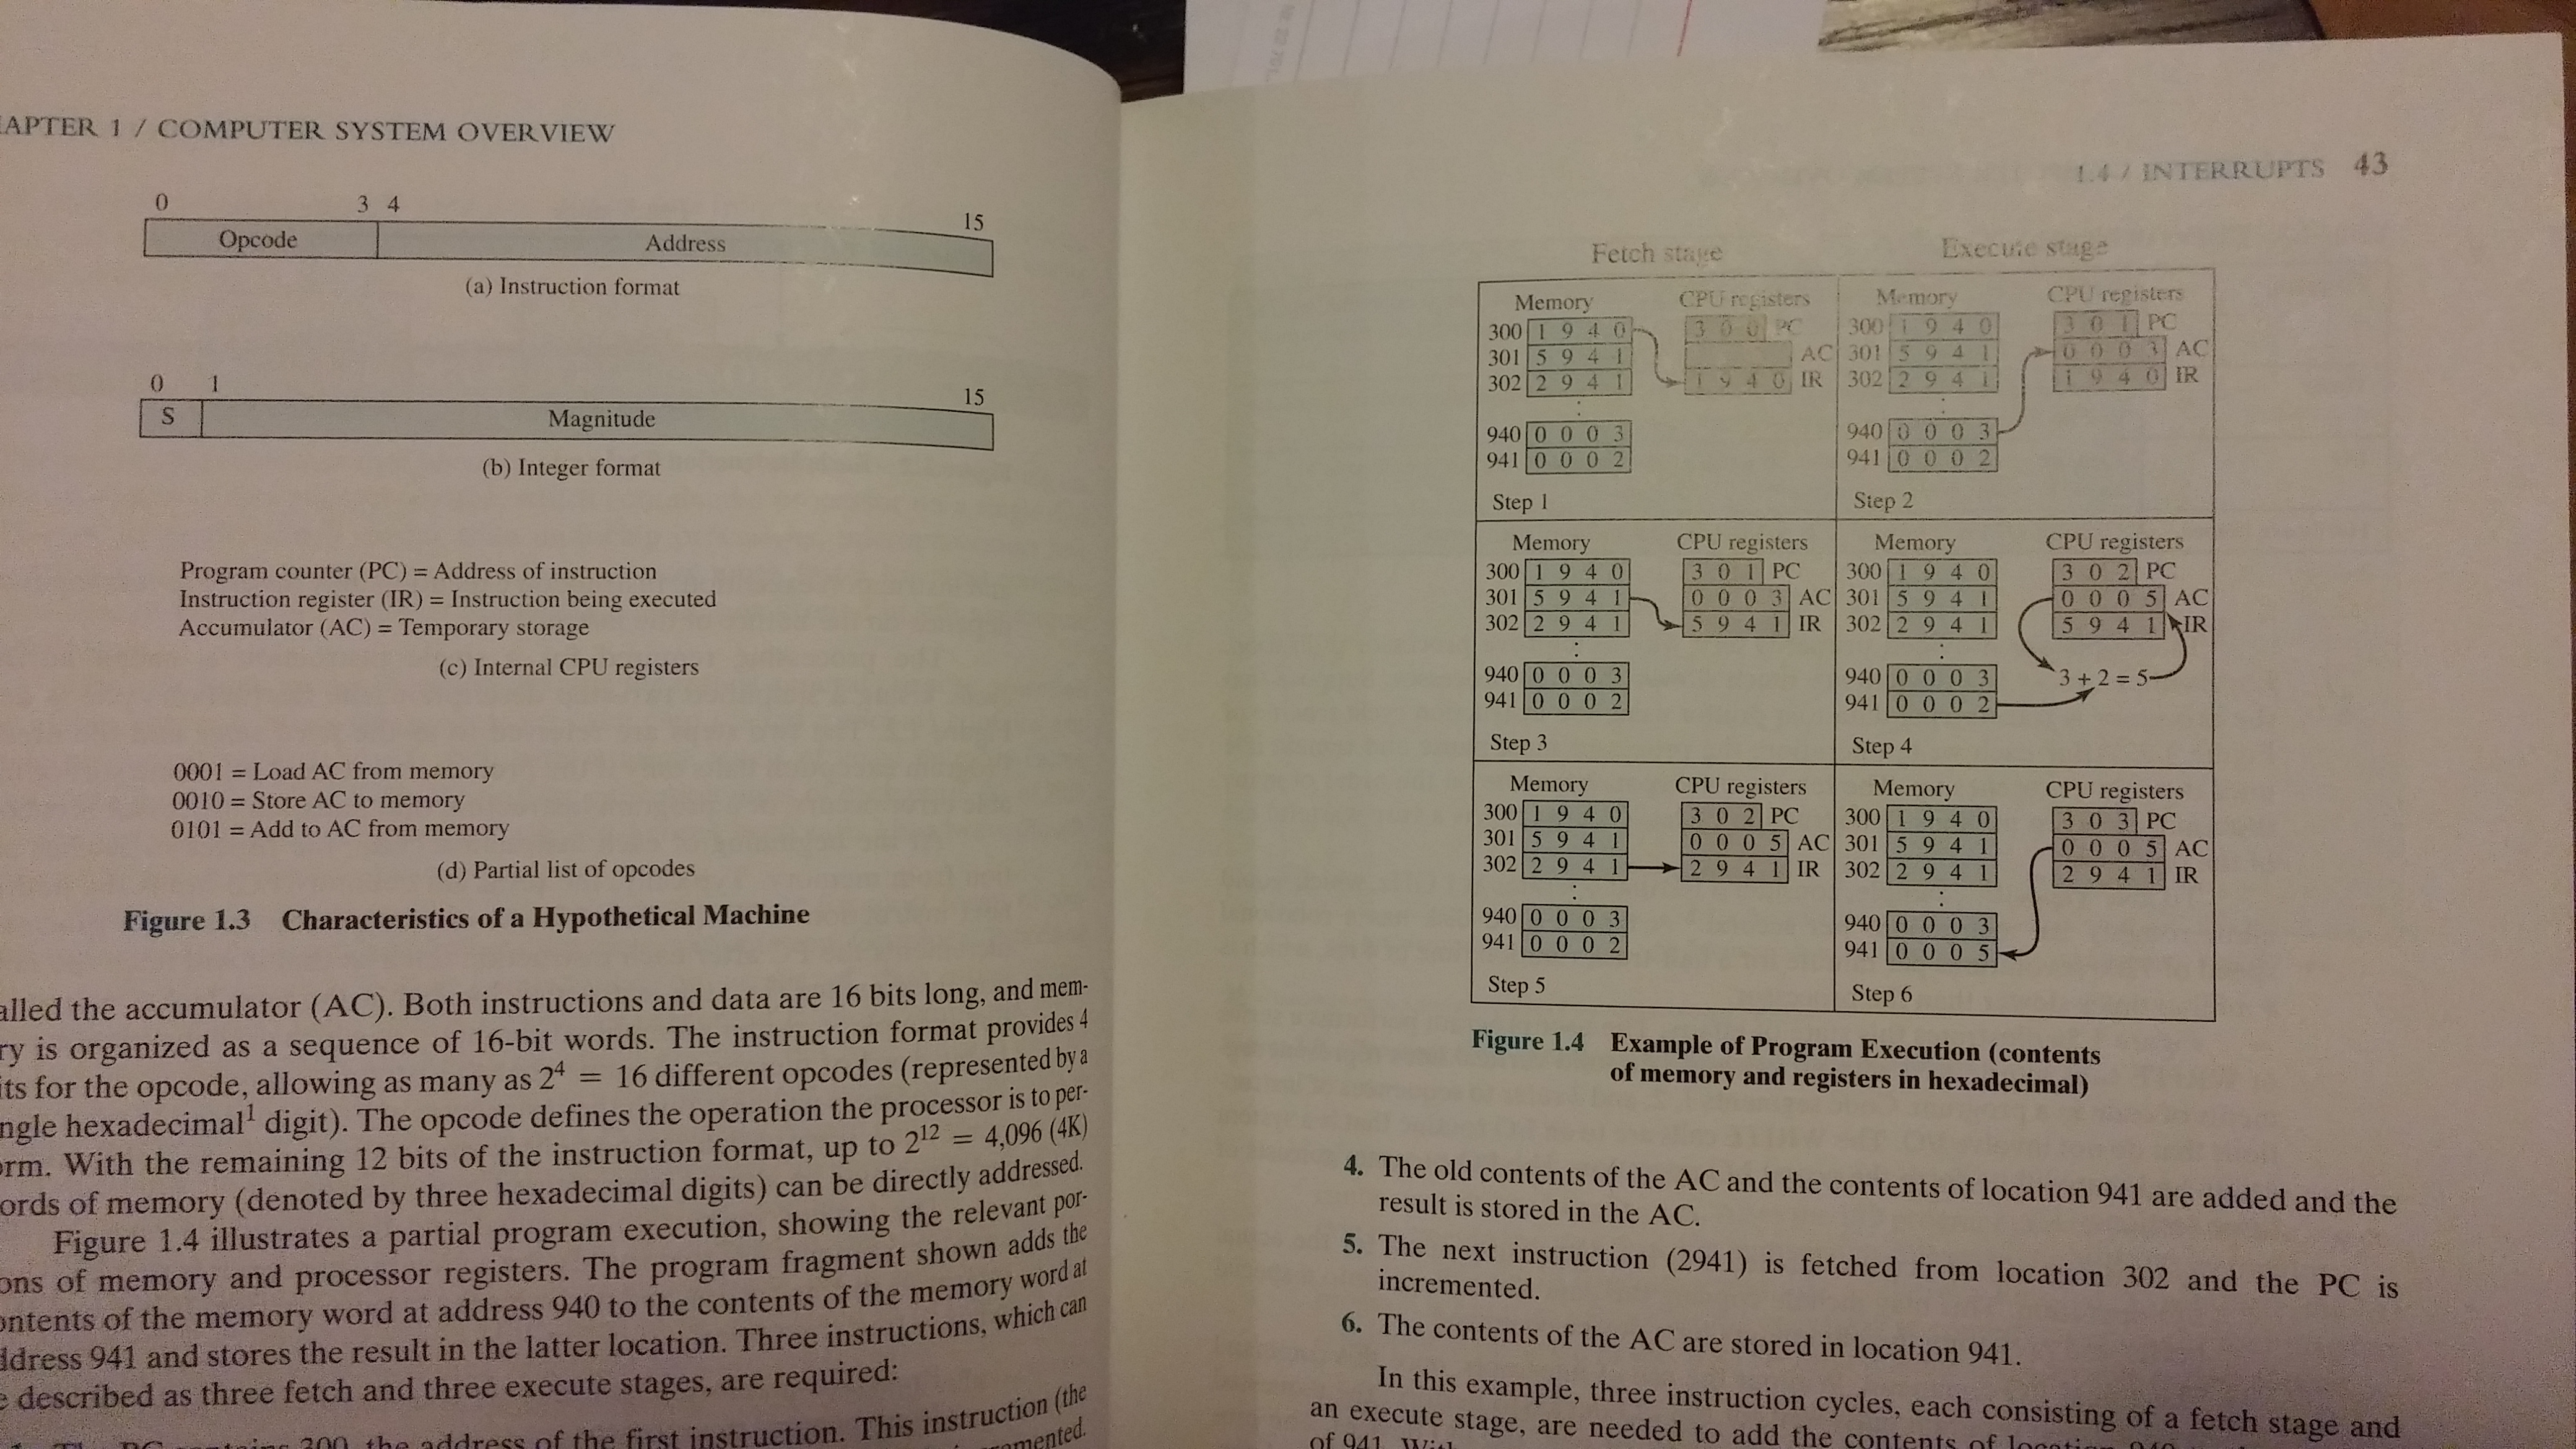 APTER 1 / COMPUTER SYSTEM OVERVIEW
0 3 4 15
Opcode Address
(a) Instruction format
0 1 15
S Magnitude
(b) Integer format
Program counter (PC) = Address of instruction
Instruction register (IR) = Instruction being executed
Accumulator (AC) = Temporary storage
(c) Internal CPU registers
0001 = Load AC from memory
0010 = Store AC to memory
0101 = Add to AC from memory
(d) Partial list of opcodes
Figure 1.3 Characteristics of a Hypothetical Machine
alled the accumulator (AC). Both instructions and data are 16 bits long, and mem-
ry is organized as a sequence of 16-bit words. The instruction format provides 4
its for the opcode, allowing as many as 2⁴ = 16 different opcodes (represented by a
ngle hexadecimal¹ digit). The opcode defines the operation the processor is to per-
orm. With the remaining 12 bits of the instruction format, up to 2¹² = 4,096 (4K)
ords of memory (denoted by three hexadecimal digits) can be directly addressed.
Figure 1.4 illustrates a partial program execution, showing the relevant por-
ons of memory and processor registers. The program fragment shown adds the
ontents of the memory word at address 940 to the contents of the memory word at
ddress 941 and stores the result in the latter location. Three instructions, which can
e described as three fetch and three execute stages, are required:
300, the address of the first instruction. This instruction (the
1.4 / INTERRUPTS 43
Fetch stage Execute stage
Memory CPU registers
300 1 9 4 0 3 0 0 PC
301 5 9 4 1 AC
302 2 9 4 1 1 9 4 0 IR
940 0 0 0 3
941 0 0 0 2
Step 1
Memory CPU registers
300 1 9 4 0 3 0 1 PC
301 5 9 4 1 0 0 0 3 AC
302 2 9 4 1 1 9 4 0 IR
940 0 0 0 3
941 0 0 0 2
Step 2
Memory CPU registers
300 1 9 4 0 3 0 1 PC
301 5 9 4 1 0 0 0 3 AC
302 2 9 4 1 5 9 4 1 IR
940 0 0 0 3
941 0 0 0 2
Step 3
Memory CPU registers
300 1 9 4 0 3 0 2 PC
301 5 9 4 1 0 0 0 5 AC
302 2 9 4 1 5 9 4 1 IR
940 0 0 0 3 3 + 2 = 5
941 0 0 0 2
Step 4
Memory CPU registers
300 1 9 4 0 3 0 2 PC
301 5 9 4 1 0 0 0 5 AC
302 2 9 4 1 2 9 4 1 IR
940 0 0 0 3
941 0 0 0 2
Step 5
Memory CPU registers
300 1 9 4 0 3 0 3 PC
301 5 9 4 1 0 0 0 5 AC
302 2 9 4 1 2 9 4 1 IR
940 0 0 0 3
941 0 0 0 5
Step 6
Figure 1.4 Example of Program Execution (contents
of memory and registers in hexadecimal)
4. The old contents of the AC and the contents of location 941 are added and the
result is stored in the AC.
5. The next instruction (2941) is fetched from location 302 and the PC is
incremented.
6. The contents of the AC are stored in location 941.
In this example, three instruction cycles, each consisting of a fetch stage and
an execute stage, are needed to add the contents of location
of 941.